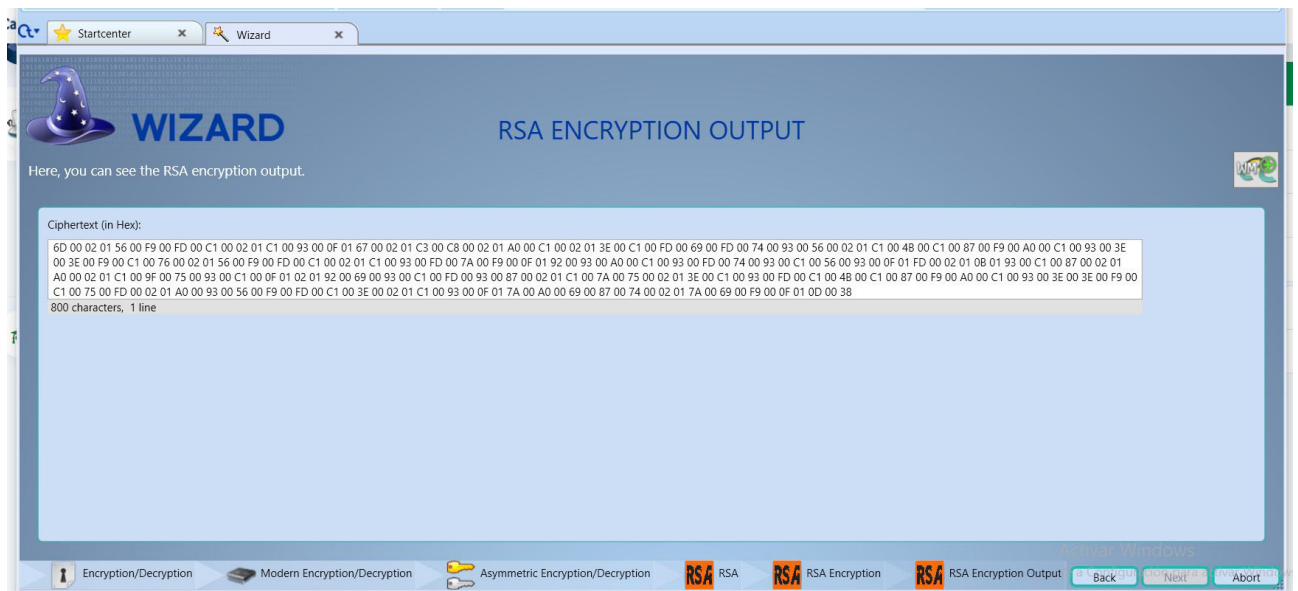 Startcenter
Wizard
WIZARD
RSA ENCRYPTION OUTPUT
Here, you can see the RSA encryption output.
Ciphertext (in Hex):
6D 00 02 01 56 00 F9 00 FD 00 C1 00 02 01 C1 00 93 00 0F 01 67 00 02 01 C3 00 C8 00 02 01 A0 00 C1 00 02 01 3E 00 C1 00 FD 00 69 00 FD 00 74 00 93 00 56 00 02 01 C1 00 4B 00 C1 00 87 00 F9 00 A0 00 C1 00 93 00 3E
00 3E 00 F9 00 C1 00 76 00 02 01 56 00 F9 00 FD 00 C1 00 02 01 C1 00 93 00 FD 00 7A 00 F9 00 0F 01 92 00 93 00 A0 00 C1 00 93 00 FD 00 74 00 93 00 C1 00 56 00 93 00 0F 01 FD 00 02 01 0B 01 93 00 C1 00 87 00 02 01
A0 00 02 01 C1 00 9F 00 75 00 93 00 C1 00 0F 01 02 01 92 00 69 00 93 00 C1 00 FD 00 93 00 87 00 02 01 C1 00 7A 00 75 00 02 01 3E 00 C1 00 93 00 FD 00 C1 00 4B 00 C1 00 87 00 F9 00 A0 00 C1 00 93 00 3E 00 3E 00 F9 00
C1 00 75 00 FD 00 02 01 A0 00 93 00 56 00 F9 00 FD 00 C1 00 3E 00 02 01 C1 00 93 00 0F 01 7A 00 A0 00 69 00 87 00 74 00 02 01 7A 00 69 00 F9 00 0F 01 0D 00 38
800 characters, 1 line
Activar Windows
Encryption/Decryption
Modern Encryption/Decryption
Asymmetric Encryption/Decryption
RSA RSA
RSA RSA Encryption
RSA RSA Encryption Output
Back
Next
Abort